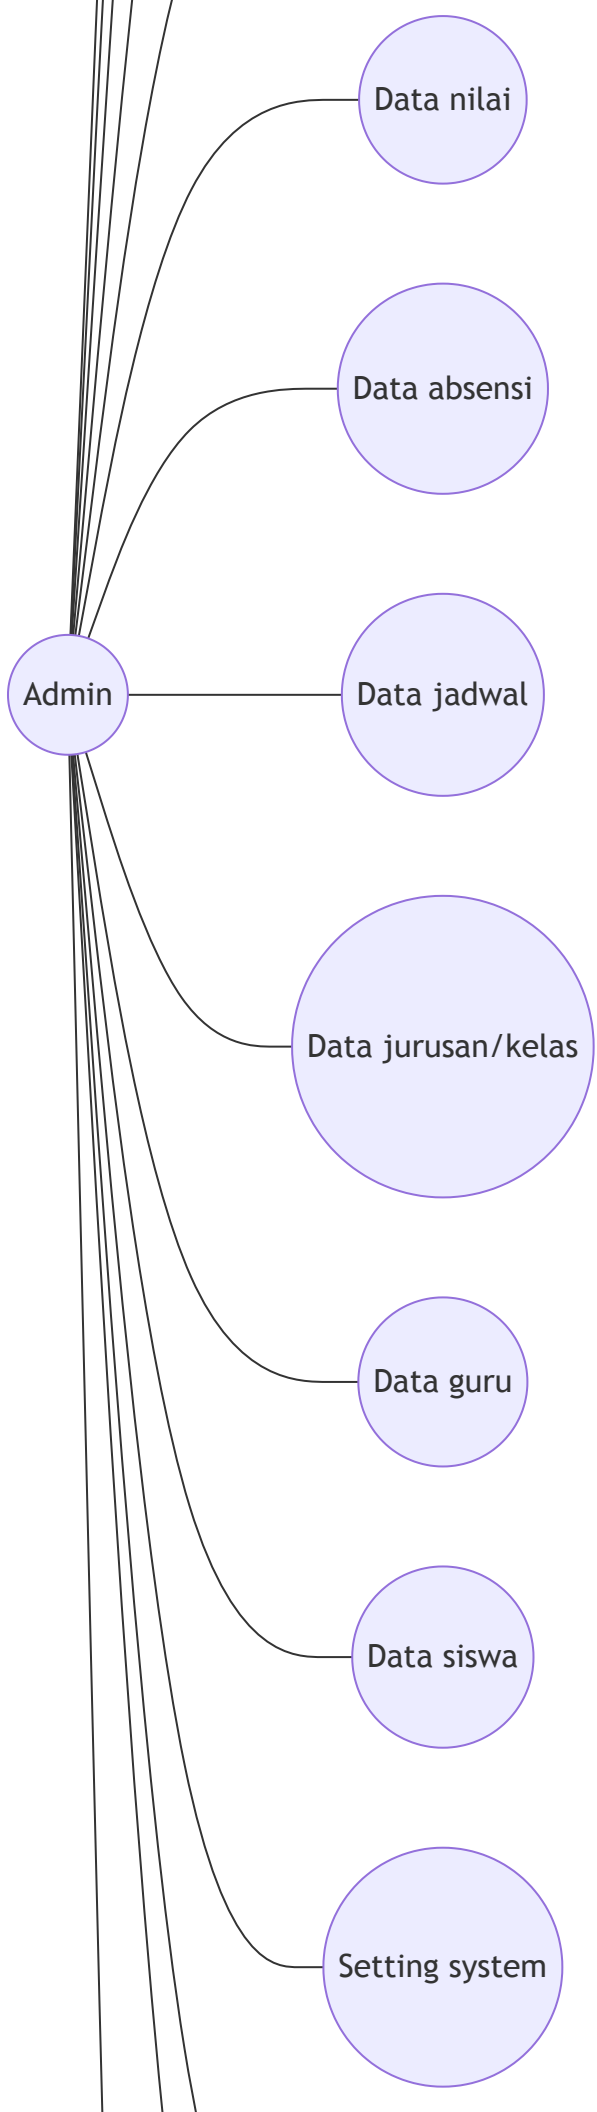 Data nilai
Data absensi
Admin
Data jadwal
Data jurusan/kelas
Data guru
Data siswa
Setting system